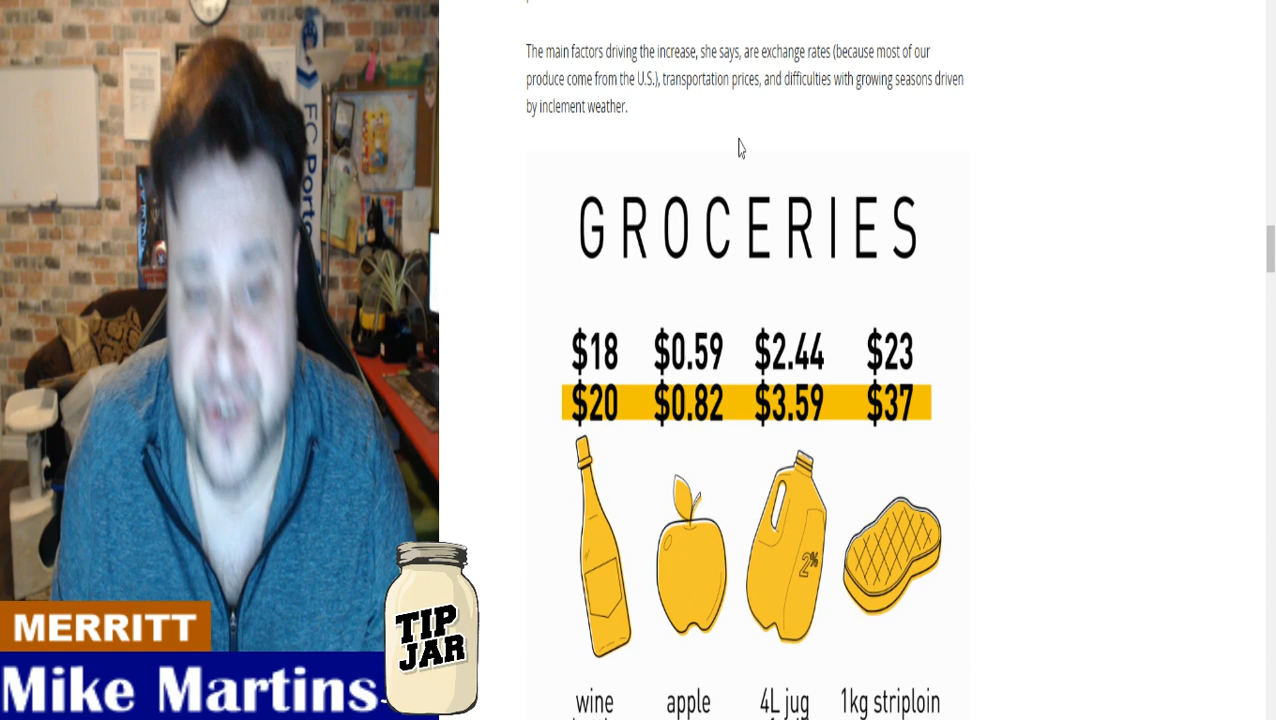 The main factors driving the increase, she says, are exchange rates (because most of our
produce come from the U.S.), transportation prices, and difficulties with growing seasons driven
by inclement weather.
GROCERIES
$18 $0.59 $2.44 $23
$20 $0.82 $3.59 $37
2%
wine apple 4L jug 1kg striploin
FC Porto
TIP
JAR
MERRITT
Mike Martins